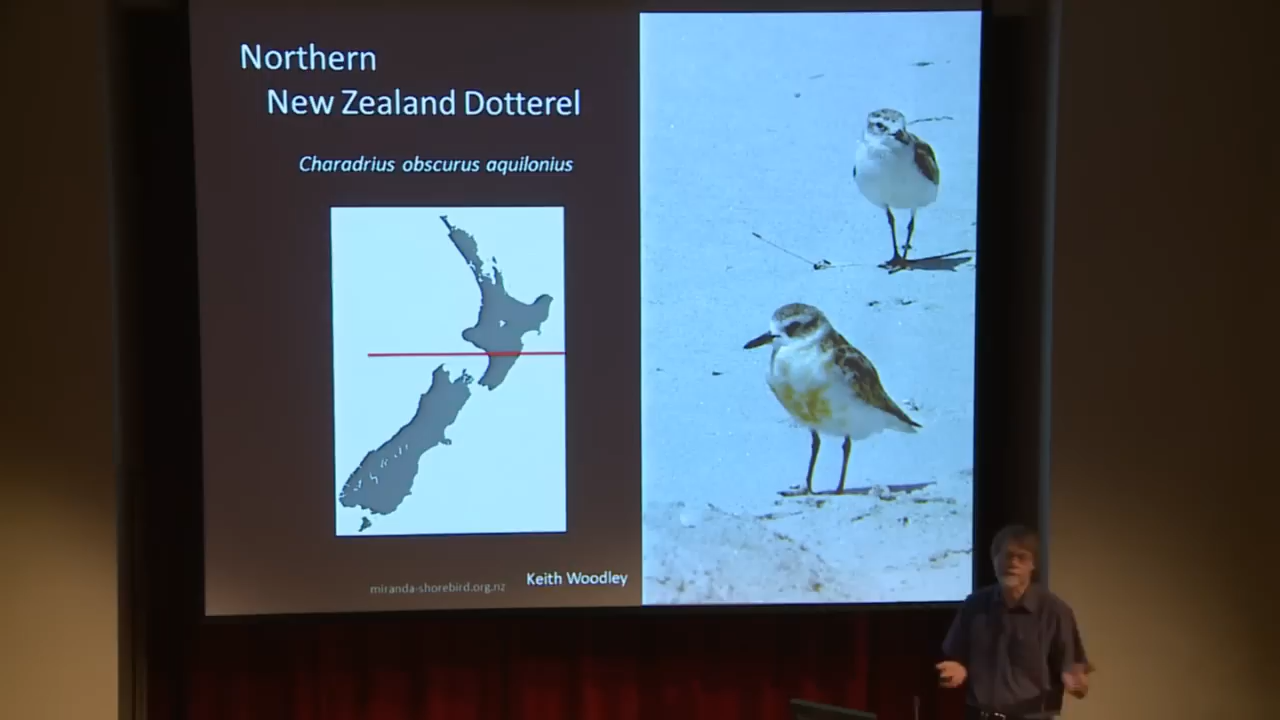 Northern
New Zealand Dotterel
Charadrius obscurus aquilonius
miranda-shorebird.org.nz
Keith Woodley